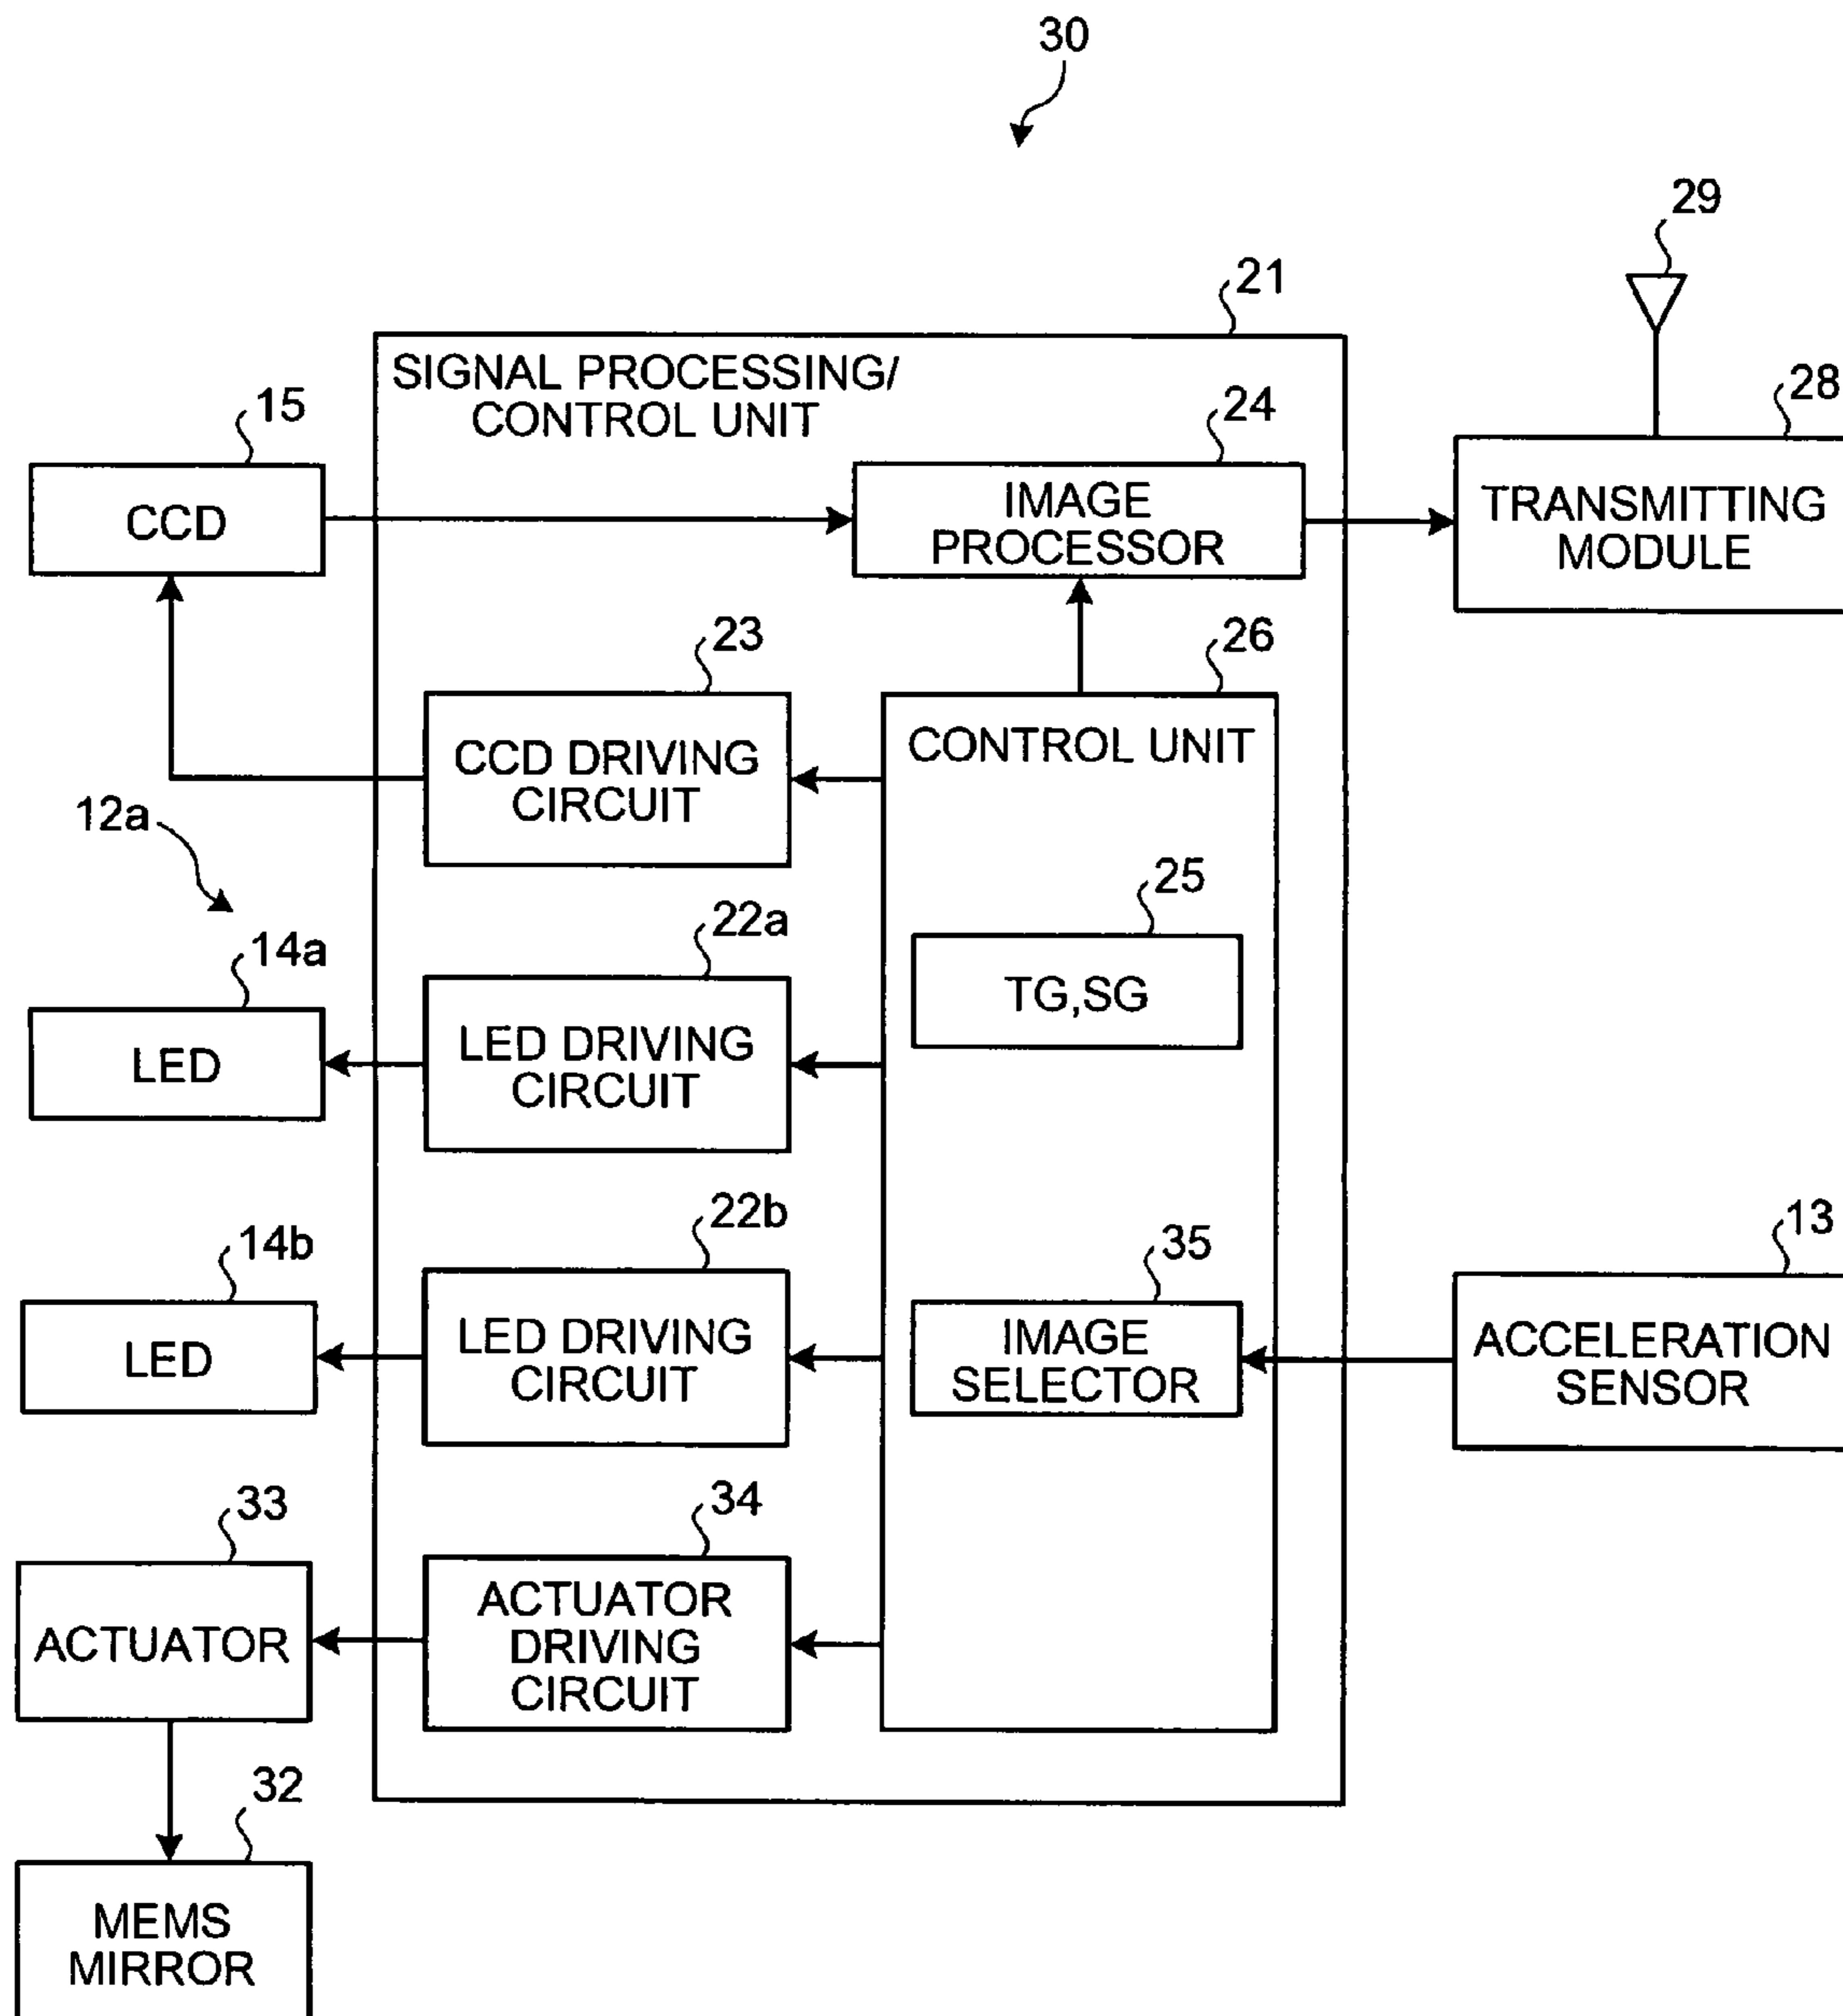 30
29
21
SIGNAL PROCESSING/
CONTROL UNIT
15
24
28
CCD
IMAGE
PROCESSOR
TRANSMITTING
MODULE
23
26
CCD DRIVING
CIRCUIT
CONTROL UNIT
12a
25
TG,SG
22a
14a
LED DRIVING
CIRCUIT
LED
22b
14b
35
13
LED DRIVING
CIRCUIT
LED
IMAGE
SELECTOR
ACCELERATION
SENSOR
33
34
ACTUATOR
ACTUATOR
DRIVING
CIRCUIT
32
MEMS
MIRROR